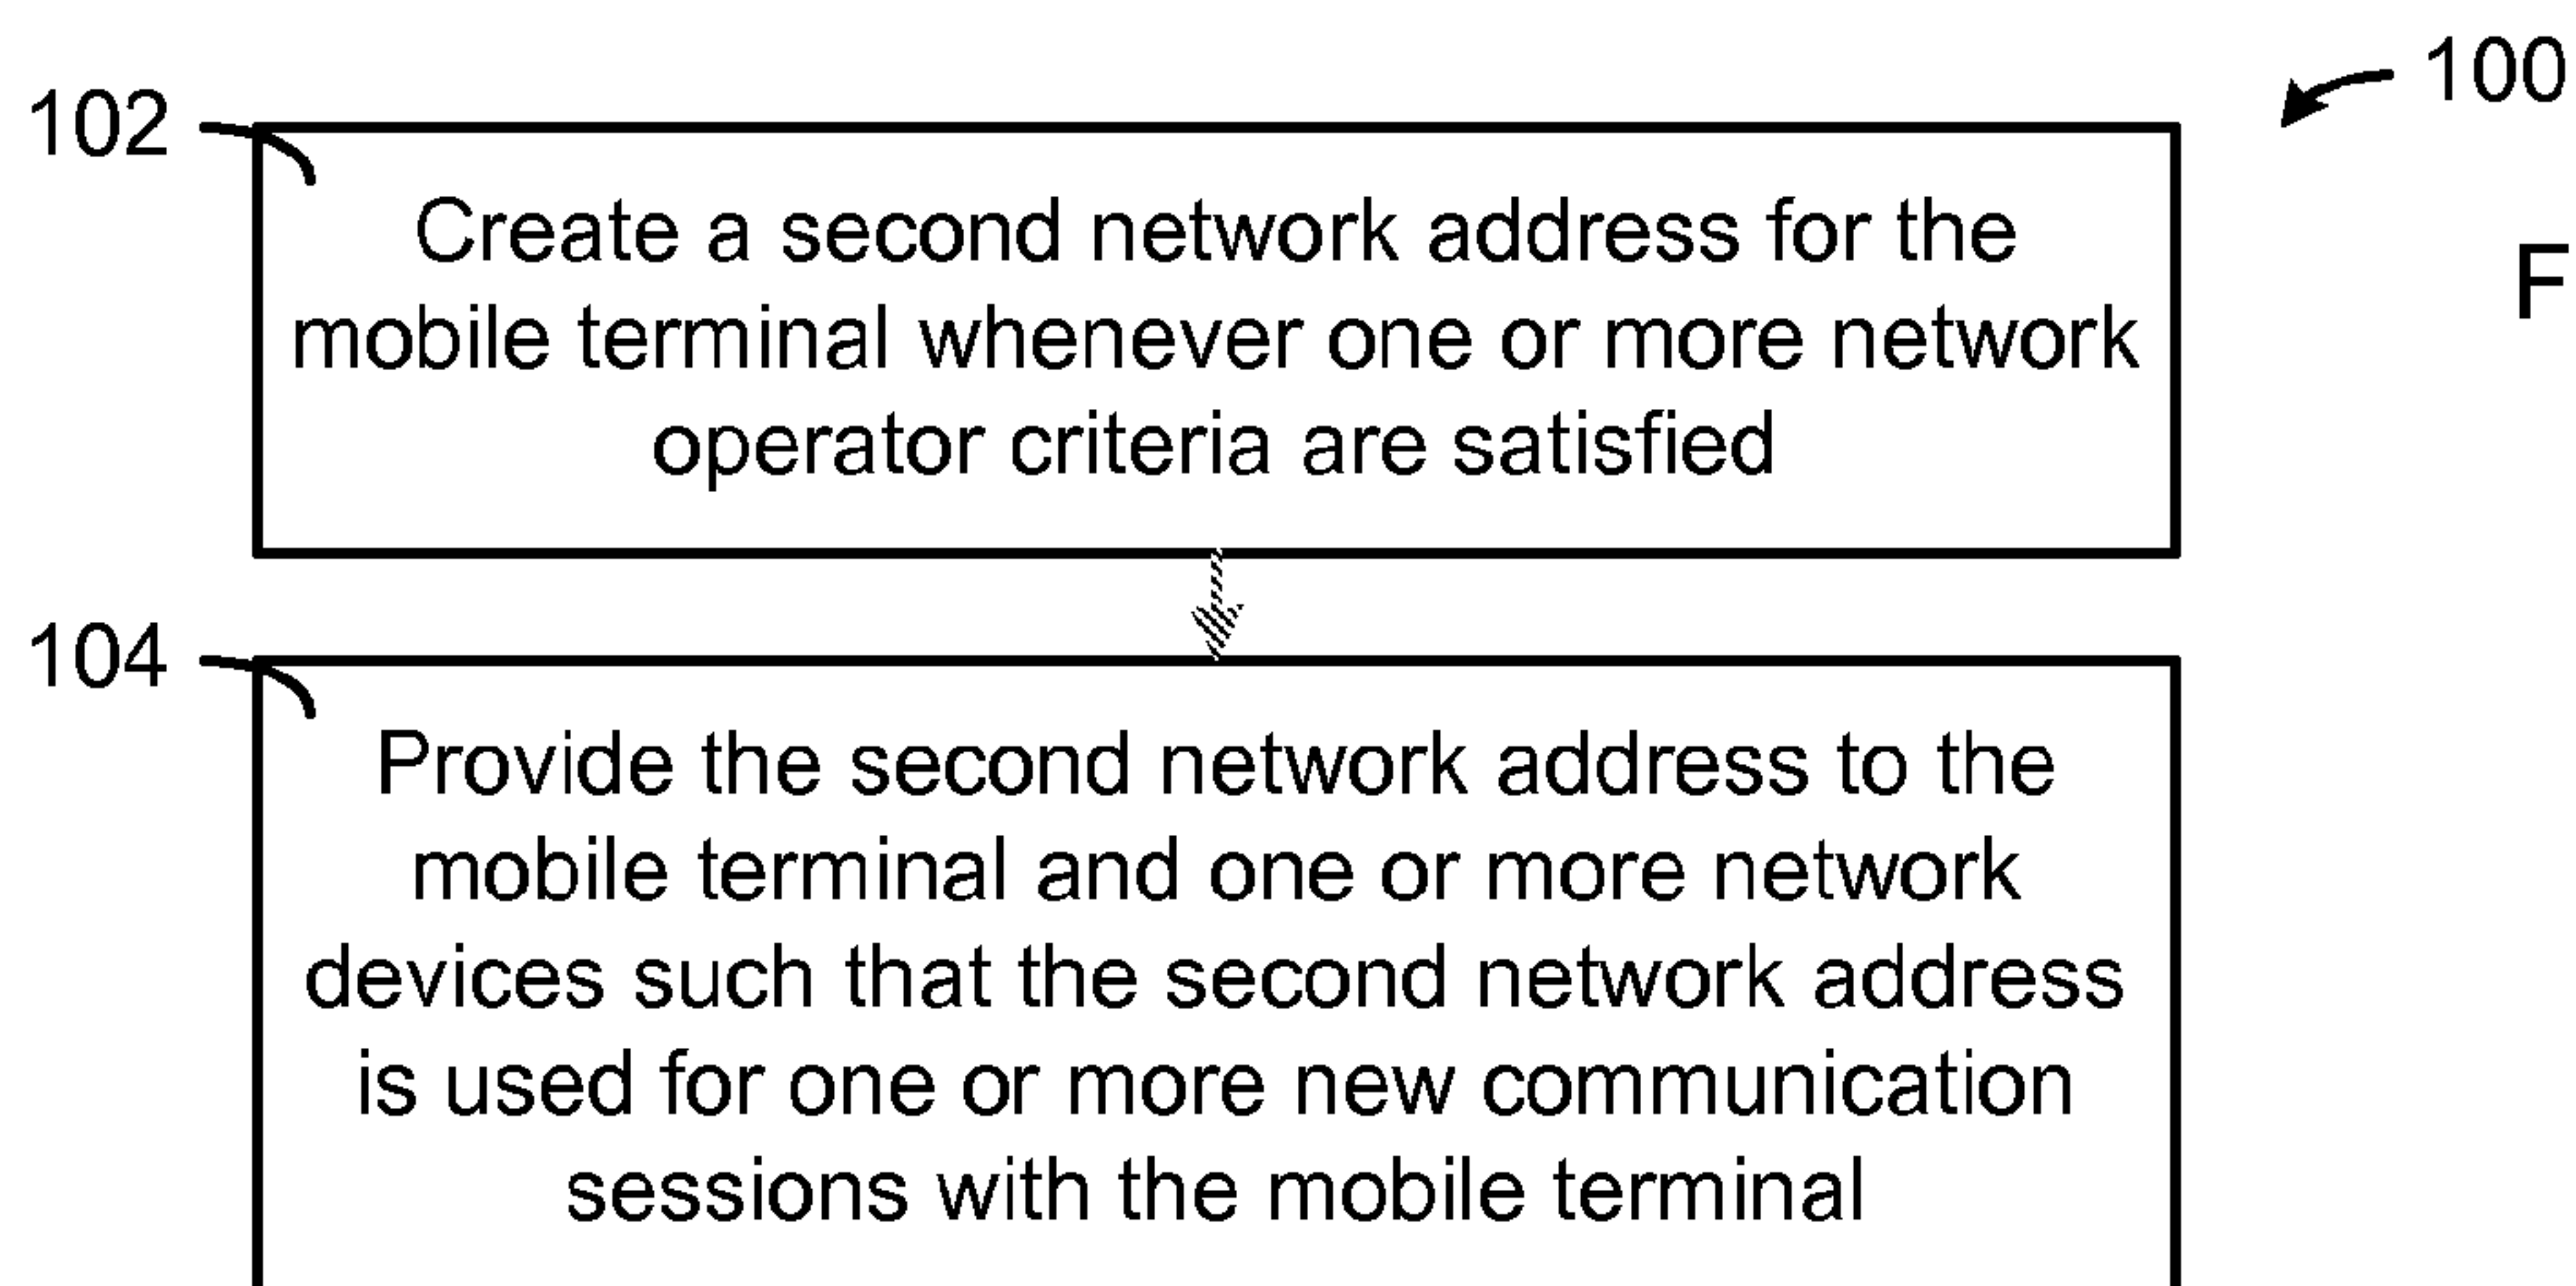 100
102
Create a second network address for the
mobile terminal whenever one or more network
operator criteria are satisfied
F
104
Provide the second network address to the
mobile terminal and one or more network
devices such that the second network address
is used for one or more new communication
sessions with the mobile terminal